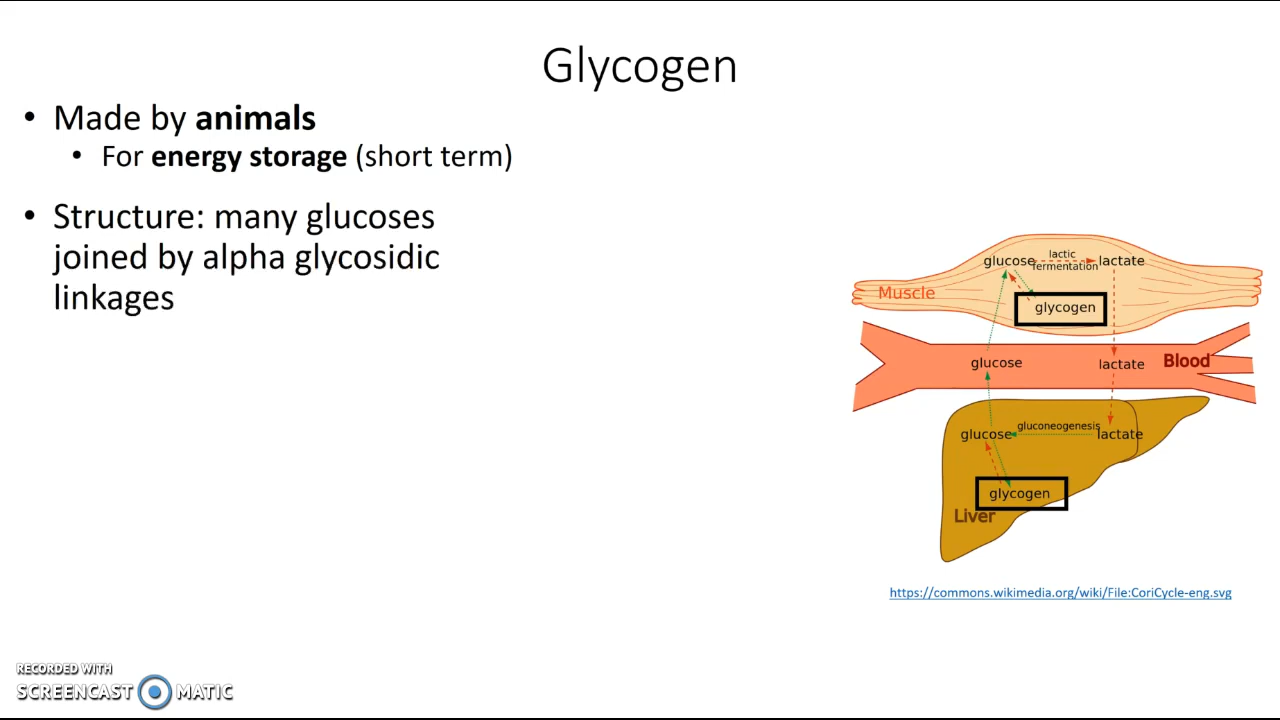 Glycogen
• Made by animals
• For energy storage (short term)
• Structure: many glucoses
joined by alpha glycosidic
linkages
glucose lactic fermentation lactate
Muscle
glycogen
glucose lactate Blood
glucose gluconeogenesis lactate
glycogen
Liver
https://commons.wikimedia.org/wiki/File:CoriCycle-eng.svg
RECORDED WITH
SCREENCAST MATIC